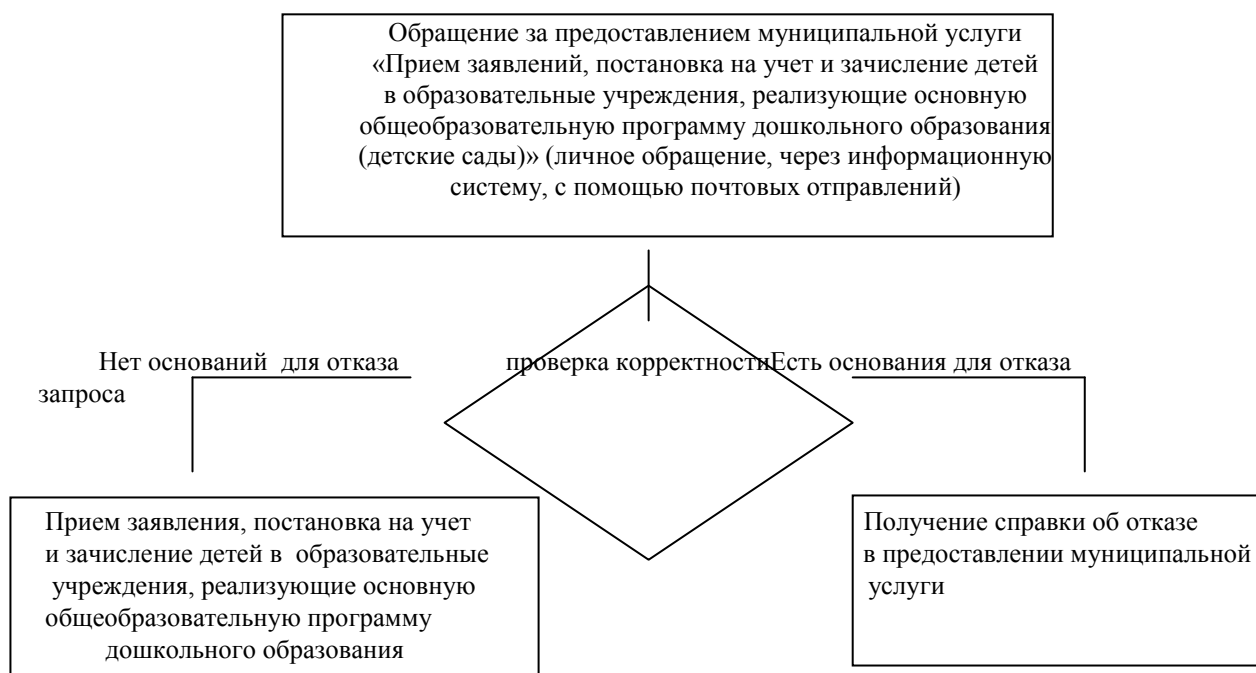 Обращение за предоставлением муниципальной услуги
«Прием заявлений, постановка на учет и зачисление детей
в образовательные учреждения, реализующие основную
общеобразовательную программу дошкольного образования
(детские сады)» (личное обращение, через информационную
систему, с помощью почтовых отправлений)
Нет оснований для отказа проверка корректностиЕсть основания для отказа
запроса
Прием заявления, постановка на учет
и зачисление детей в образовательные
учреждения, реализующие основную
общеобразовательную программу
дошкольного образования
Получение справки об отказе
в предоставлении муниципальной
услуги